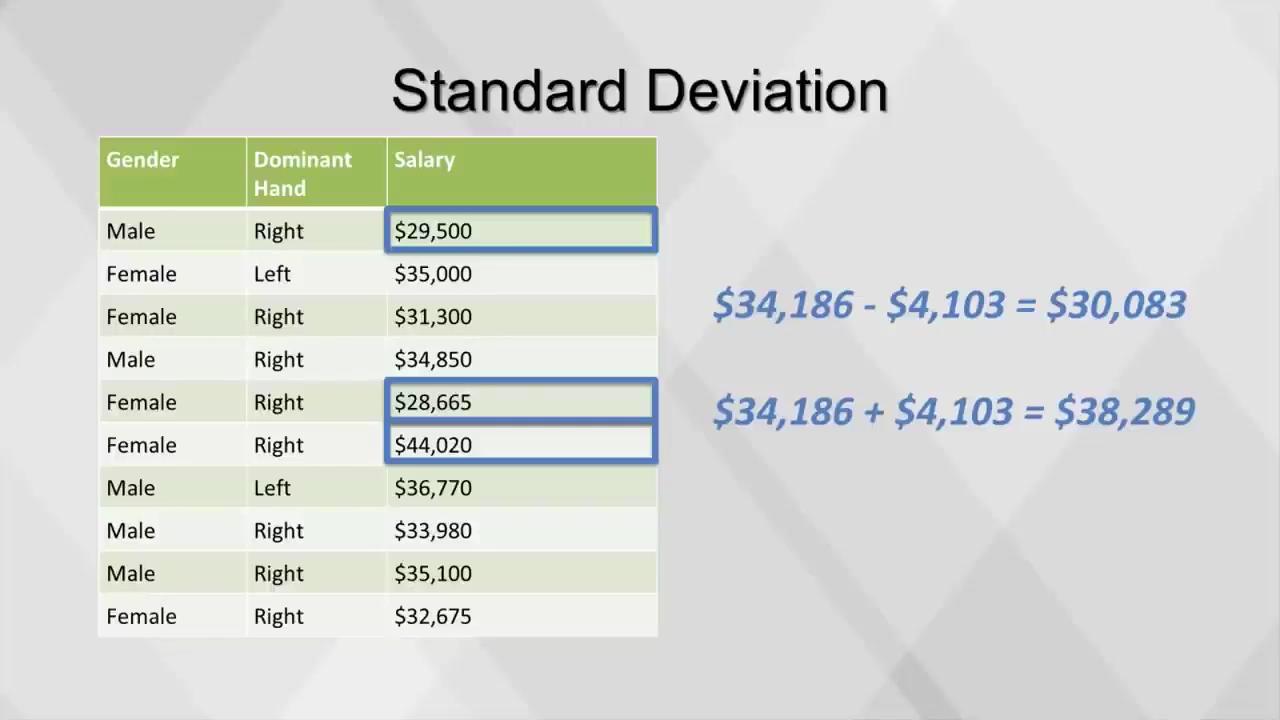 Standard Deviation
Gender Dominant Hand Salary
Male Right $29,500
Female Left $35,000
Female Right $31,300
Male Right $34,850
Female Right $28,665
Female Right $44,020
Male Left $36,770
Male Right $33,980
Male Right $35,100
Female Right $32,675
$34,186 - $4,103 = $30,083
$34,186 + $4,103 = $38,289